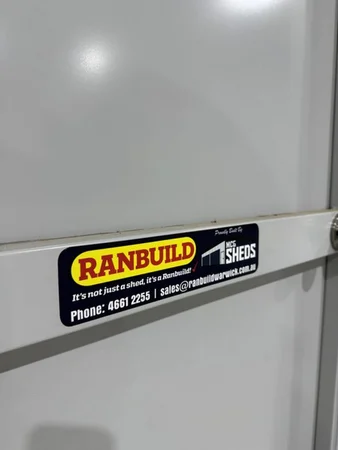 RANBUILD
It's not just a shed, it's a Ranbuild!
Phone: 4661 2255 | sales@ranbuildwarwick.com.au
Proudly Built By
MCG
SHEDS